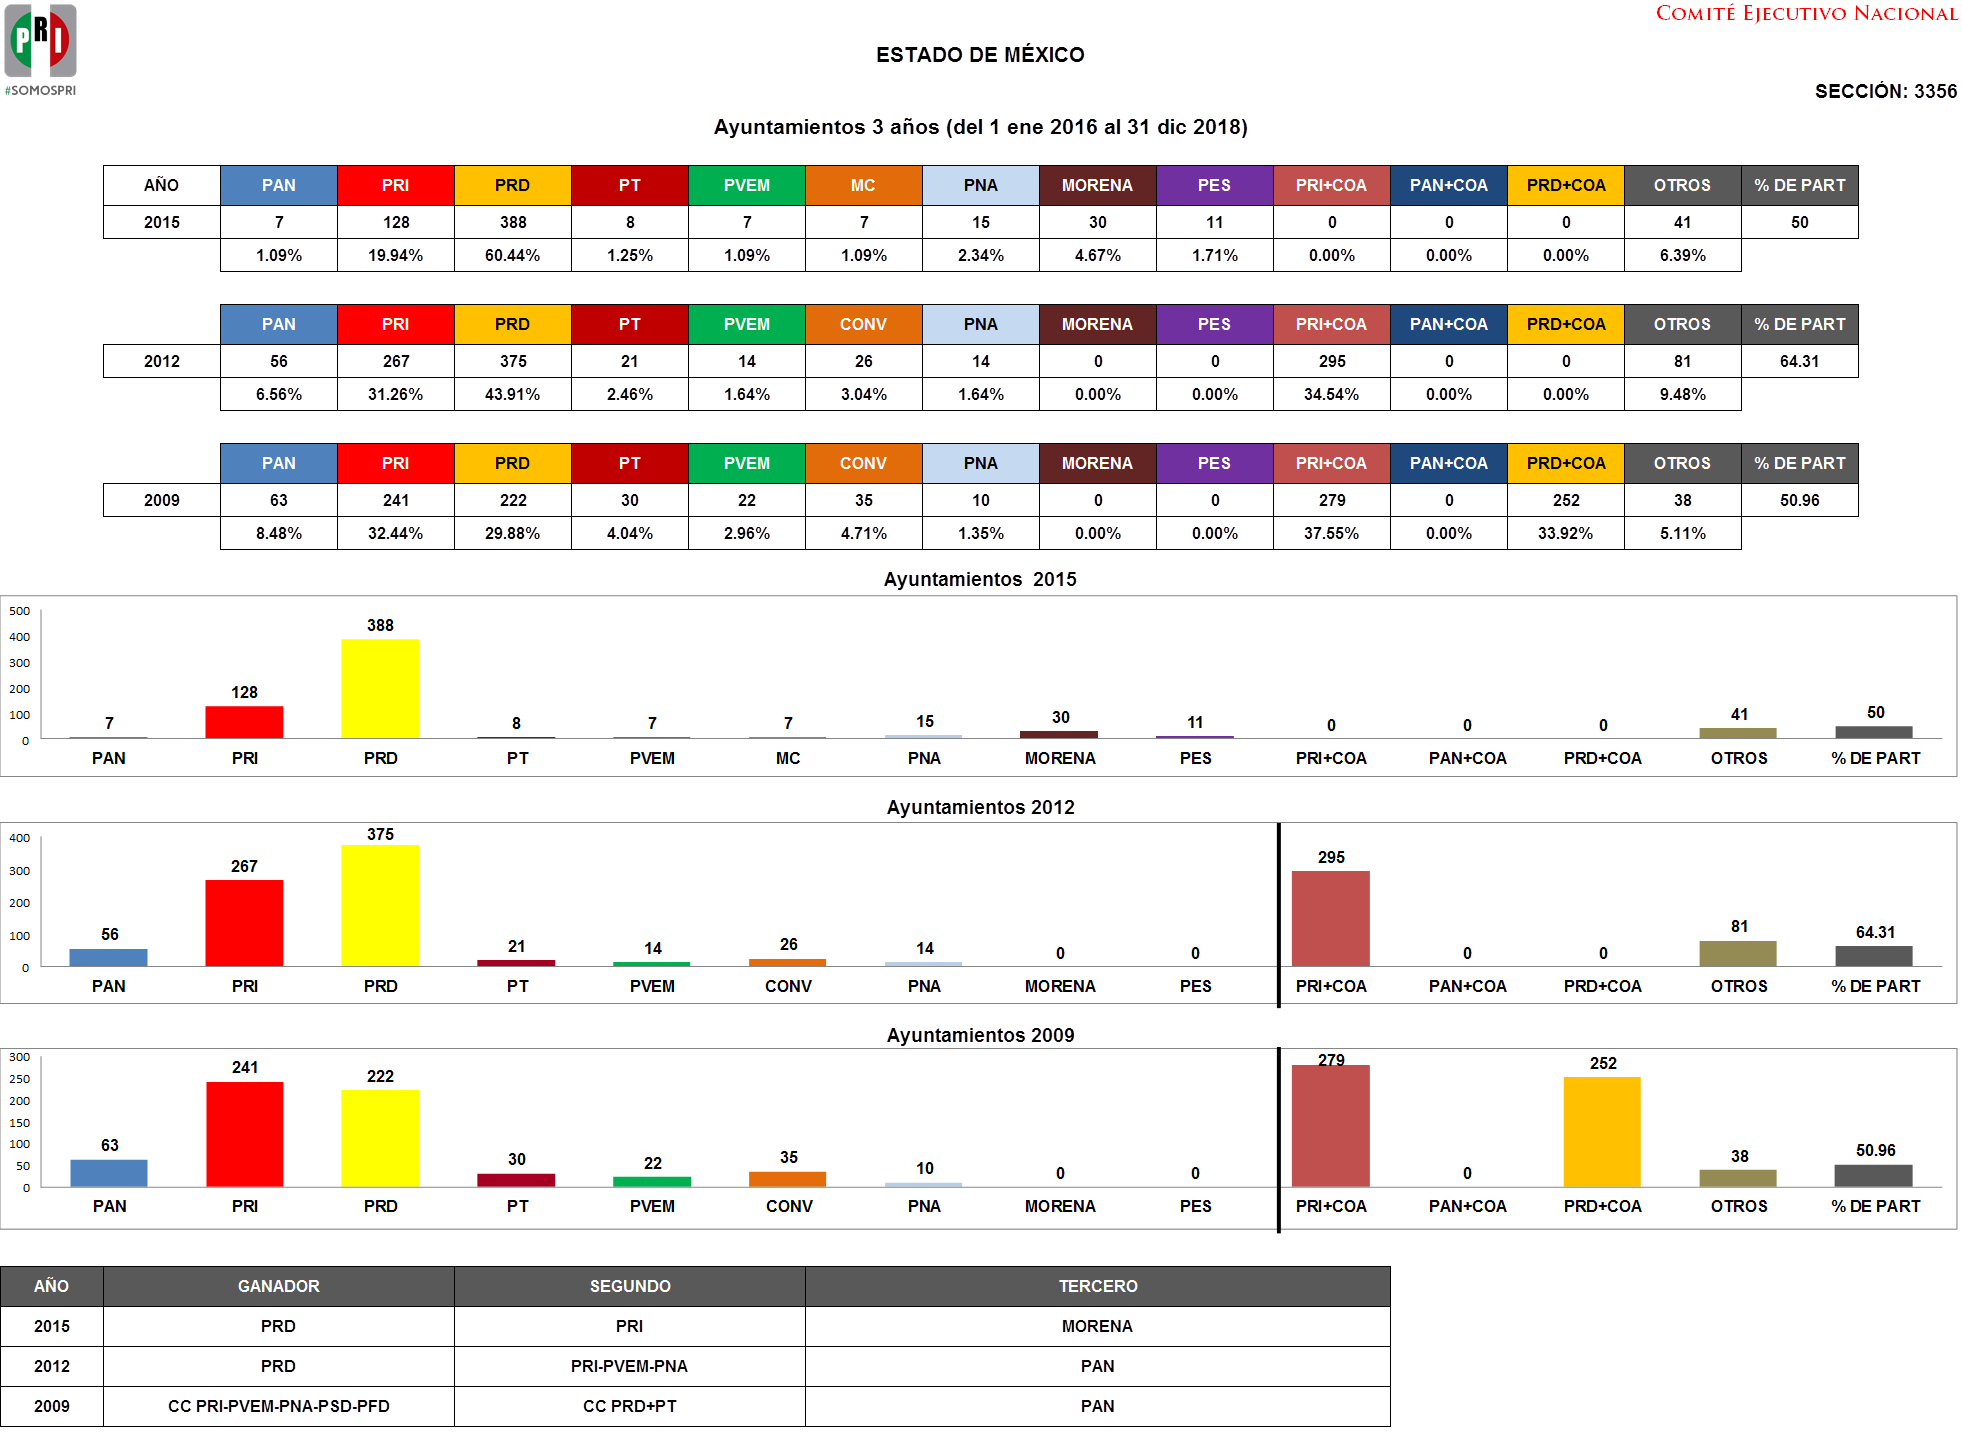 COMITÉ EJECUTIVO NACIONAL
PRI
#SOMOSPRI
ESTADO DE MÉXICO
SECCIÓN: 3356
Ayuntamientos 3 años (del 1 ene 2016 al 31 dic 2018)
AÑO PAN PRI PRD PT PVEM MC PNA MORENA PES PRI+COA PAN+COA PRD+COA OTROS % DE PART
2015 7 128 388 8 7 7 15 30 11 0 0 0 41 50
1.09% 19.94% 60.44% 1.25% 1.09% 1.09% 2.34% 4.67% 1.71% 0.00% 0.00% 0.00% 6.39%
PAN PRI PRD PT PVEM CONV PNA MORENA PES PRI+COA PAN+COA PRD+COA OTROS % DE PART
2012 56 267 375 21 14 26 14 0 0 295 0 0 81 64.31
6.56% 31.26% 43.91% 2.46% 1.64% 3.04% 1.64% 0.00% 0.00% 34.54% 0.00% 0.00% 9.48%
PAN PRI PRD PT PVEM CONV PNA MORENA PES PRI+COA PAN+COA PRD+COA OTROS % DE PART
2009 63 241 222 30 22 35 10 0 0 279 0 252 38 50.96
8.48% 32.44% 29.88% 4.04% 2.96% 4.71% 1.35% 0.00% 0.00% 37.55% 0.00% 33.92% 5.11%
Ayuntamientos 2015
500
400
300
200
100
0
7 128 388 8 7 7 15 30 11 0 0 0 41 50
PAN PRI PRD PT PVEM MC PNA MORENA PES PRI+COA PAN+COA PRD+COA OTROS % DE PART
Ayuntamientos 2012
400
300
200
100
0
56 267 375 21 14 26 14 0 0 295 0 0 81 64.31
PAN PRI PRD PT PVEM CONV PNA MORENA PES PRI+COA PAN+COA PRD+COA OTROS % DE PART
Ayuntamientos 2009
300
250
200
150
100
50
0
63 241 222 30 22 35 10 0 0 279 0 252 38 50.96
PAN PRI PRD PT PVEM CONV PNA MORENA PES PRI+COA PAN+COA PRD+COA OTROS % DE PART
AÑO GANADOR SEGUNDO TERCERO
2015 PRD PRI MORENA
2012 PRD PRI-PVEM-PNA PAN
2009 CC PRI-PVEM-PNA-PSD-PFD CC PRD+PT PAN